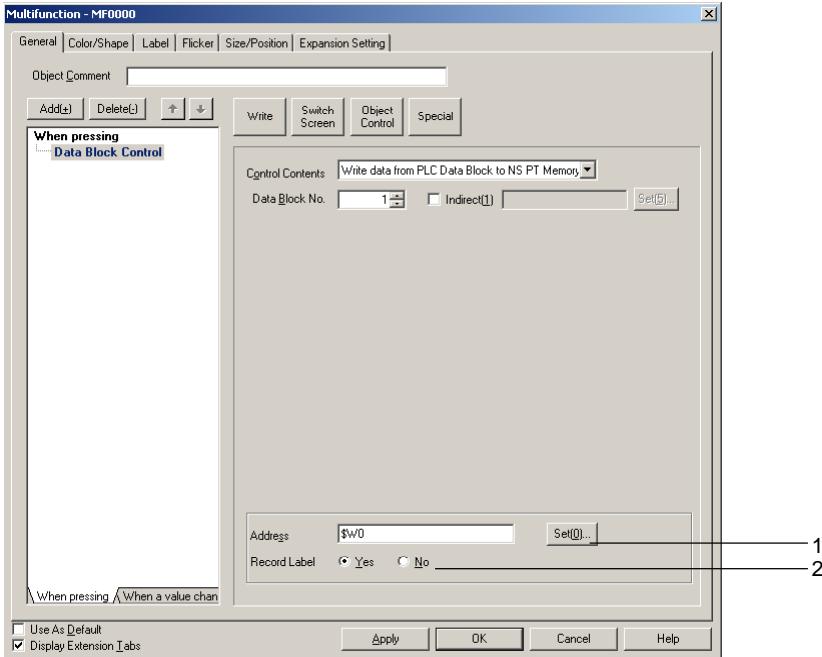 Multifunction - MF0000
General Color/Shape Label Flicker Size/Position Expansion Setting
Object Comment
Add(+) Delete(-)
Write Switch Screen Object Control Special
When pressing
Data Block Control
Control Contents Write data from PLC Data Block to NS PT Memory
Data Block No. 1 Indirect(1) Set(5)...
Address $W0 Set(0)... 1
Record Label Yes No 2
When pressing When a value chan
Use As Default
Display Extension Tabs
Apply OK Cancel Help